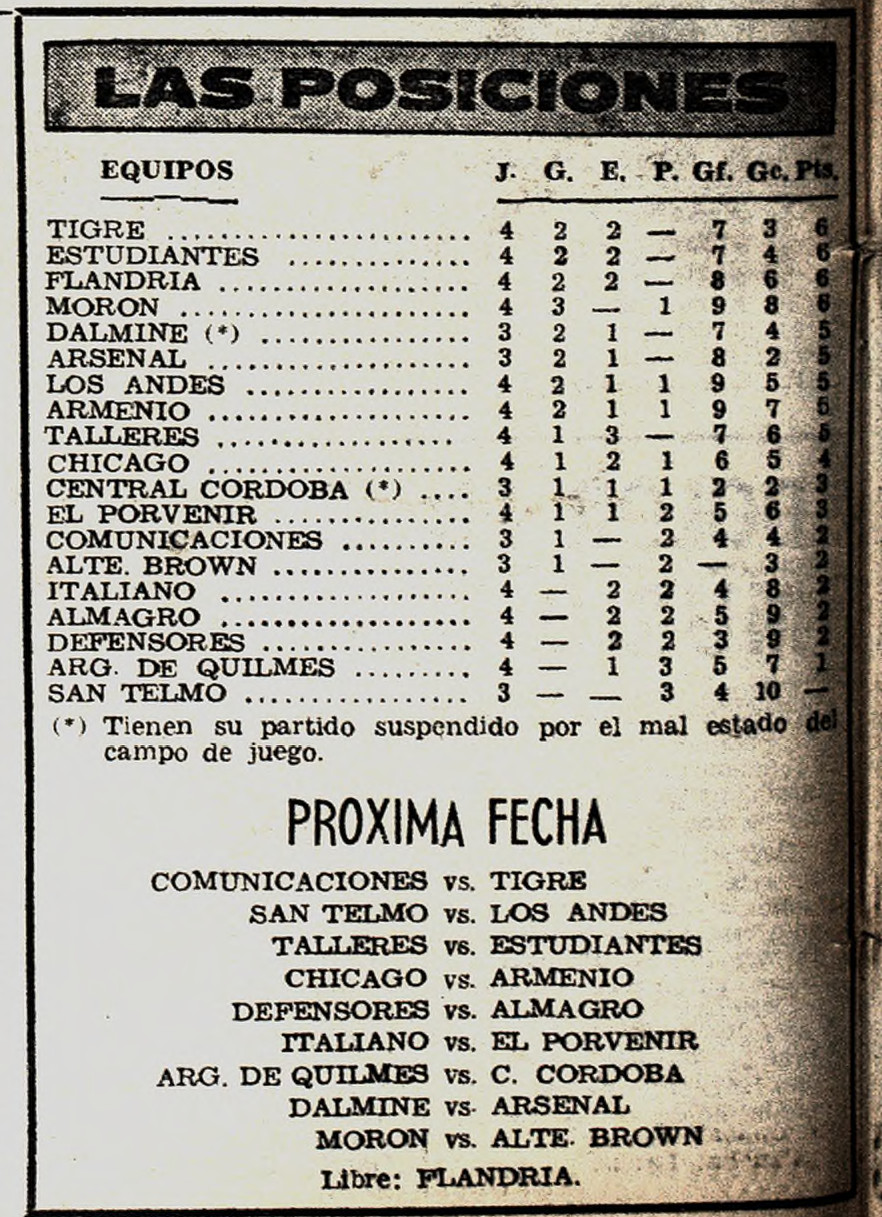 LAS POSICIONES
EQUIPOS J. G. E. P. Gf. Gc. Pts.
TIGRE ........................ 4 2 2 — 7 3 6
ESTUDIANTES .............. 4 2 2 — 7 4 6
FLANDRIA ................... 4 2 2 — 8 6 6
MORON ...................... 4 3 — 1 9 8 6
DALMINE (*) ................ 3 2 1 — 7 4 5
ARSENAL .................... 3 2 1 — 8 2 5
LOS ANDES ................. 4 2 1 1 9 5 5
ARMENIO .................... 4 2 1 1 9 7 5
TALLERES .................. 4 1 3 — 7 6 5
CHICAGO .................... 4 1 2 1 6 5 4
CENTRAL CORDOBA (*) .... 3 1 1 1 2 2 3
EL PORVENIR ............... 4 1 1 2 5 6 3
COMUNICACIONES .......... 3 1 — 2 4 4 2
ALTE. BROWN ............... 3 1 — 2 — 3 2
ITALIANO ................... 4 — 2 2 4 8 2
ALMAGRO ................... 4 — 2 2 5 9 2
DEFENSORES ................ 4 — 2 2 3 9 2
ARG. DE QUILMES ......... 4 — 1 3 5 7 1
SAN TELMO ................. 3 — — 3 4 10 —
(*) Tienen su partido suspendido por el mal estado del
campo de juego.
PROXIMA FECHA
COMUNICACIONES vs. TIGRE
SAN TELMO vs. LOS ANDES
TALLERES vs. ESTUDIANTES
CHICAGO vs. ARMENIO
DEFENSORES vs. ALMAGRO
ITALIANO vs. EL PORVENIR
ARG. DE QUILMES vs. C. CORDOBA
DALMINE vs. ARSENAL
MORON vs. ALTE. BROWN
Libre: FLANDRIA.